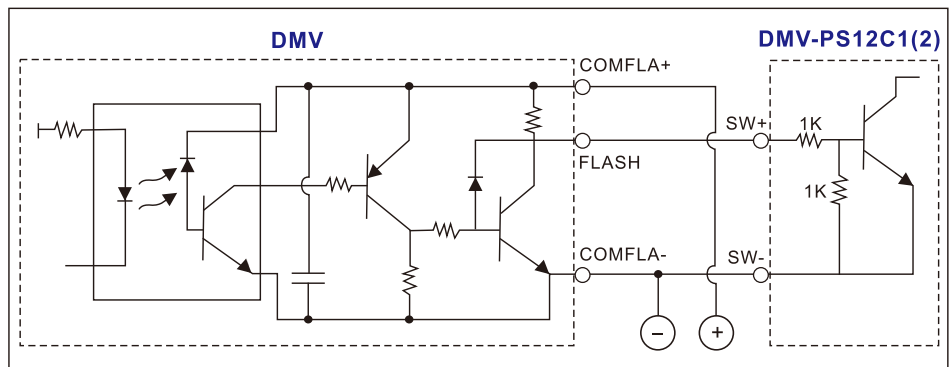 DMV
DMV-PS12C1(2)
COMFLA+
SW+
1K
FLASH
1K
COMFLA-
SW-
−
+